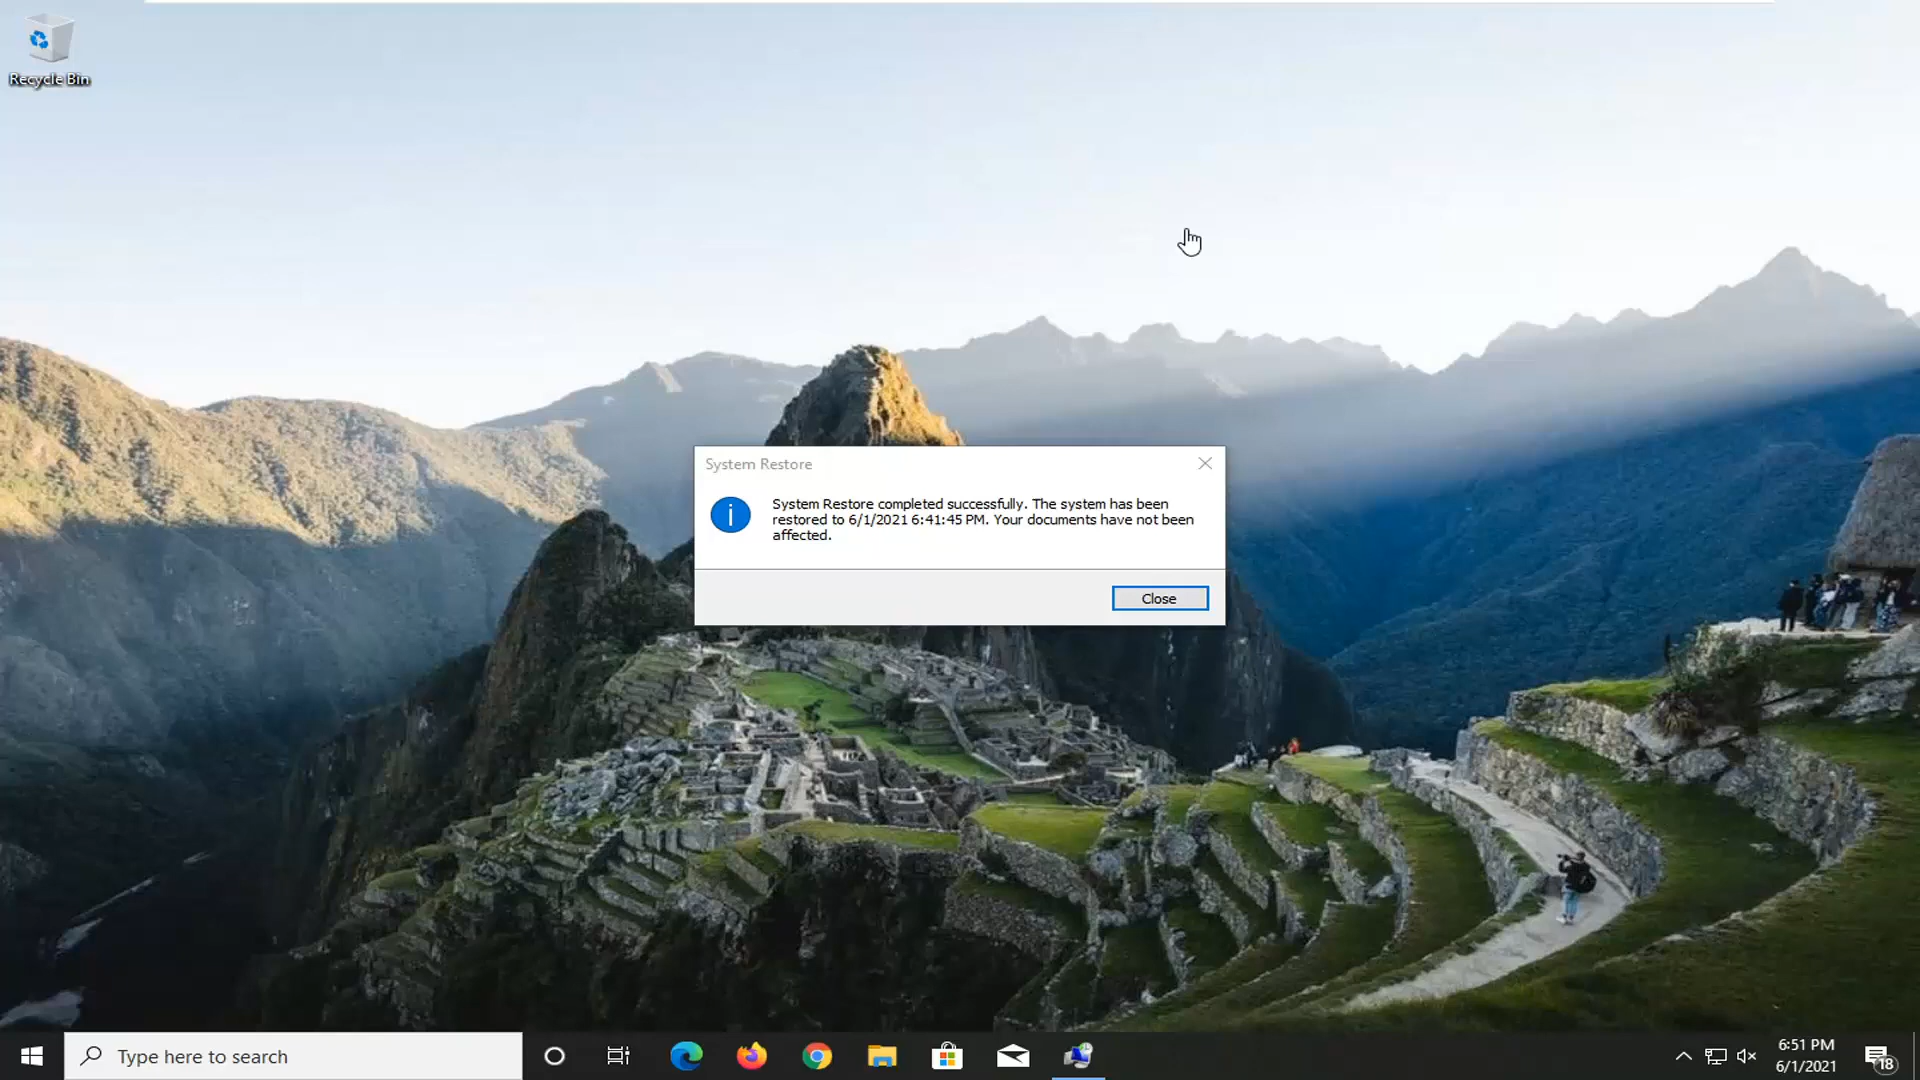 Recycle Bin
System Restore
System Restore completed successfully. The system has been
restored to 6/1/2021 6:41:45 PM. Your documents have not been
affected.
Close
Type here to search
6:51 PM
6/1/2021
18